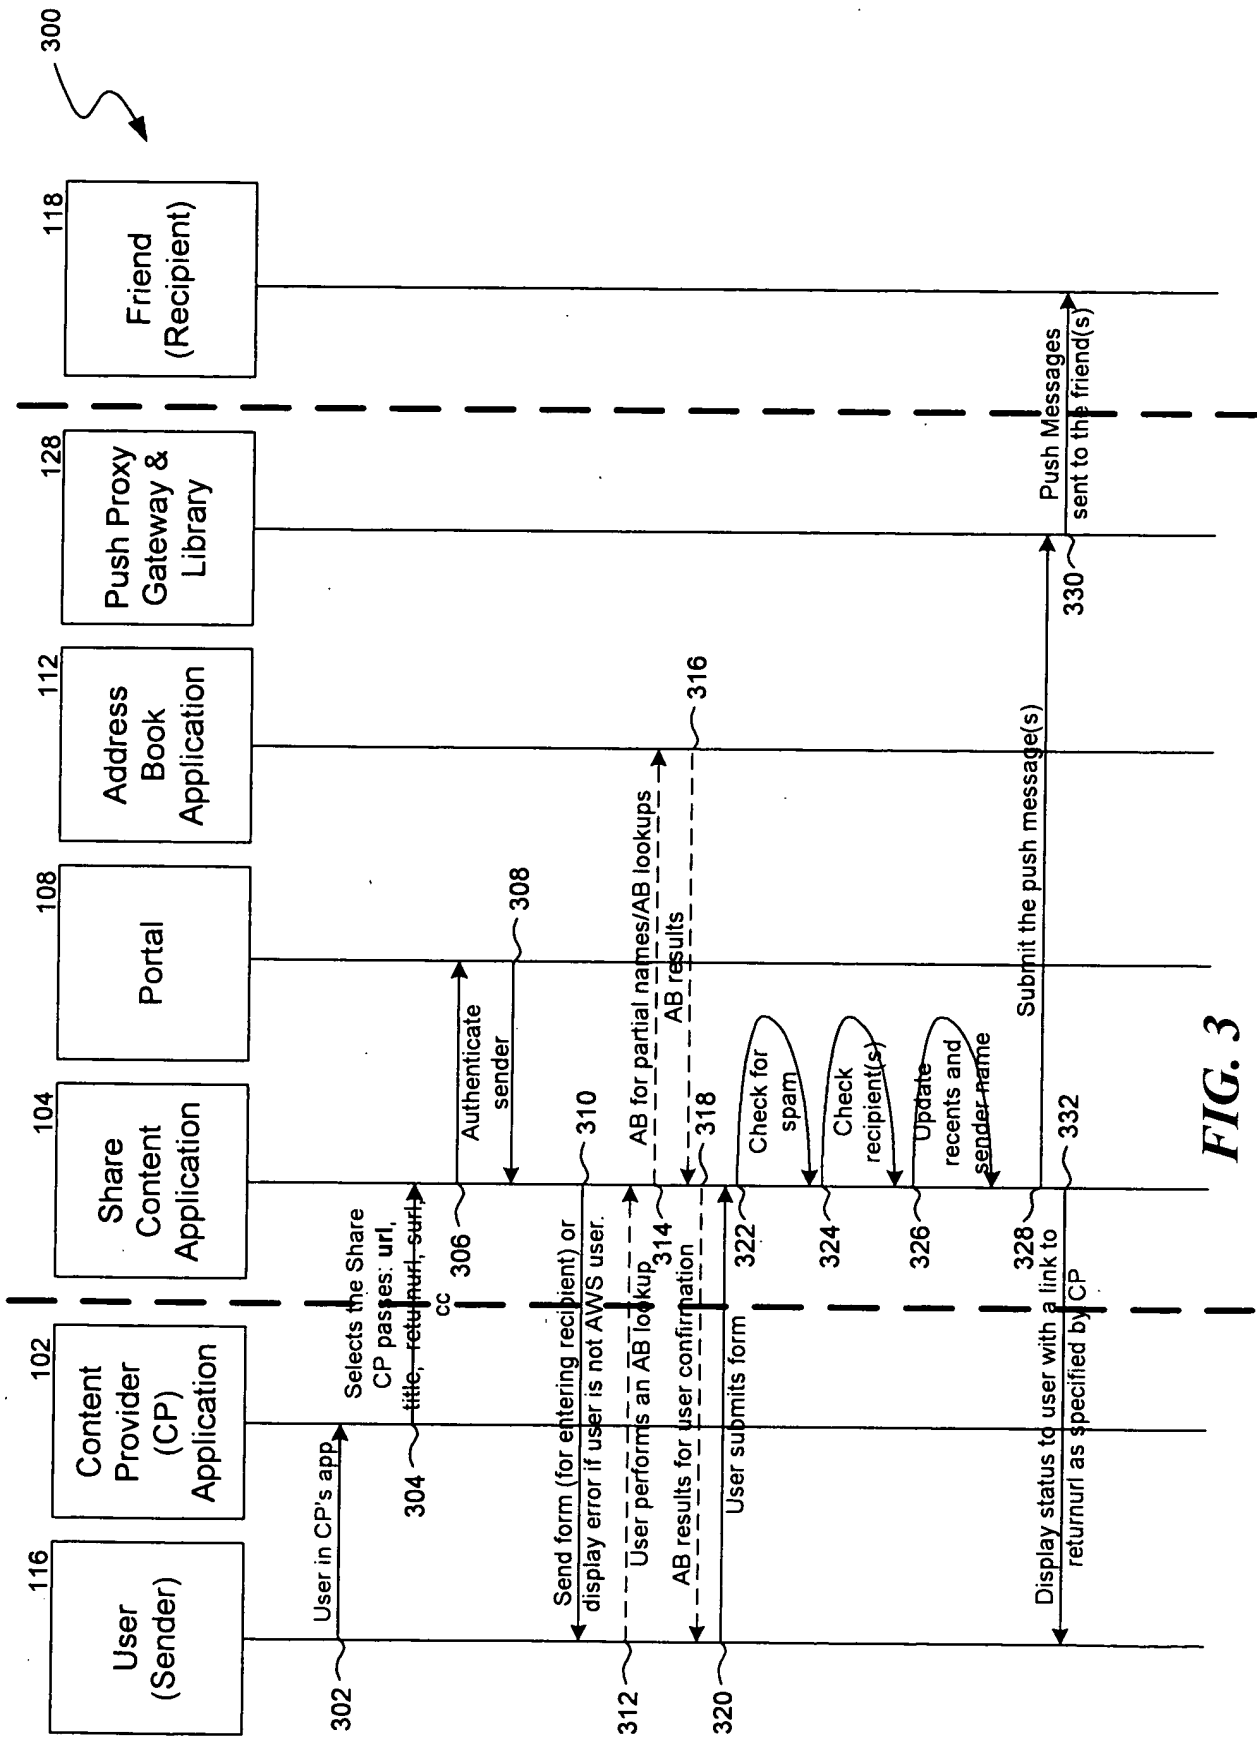 300
116
User
(Sender)
102
Content
Provider
(CP)
Application
104
Share
Content
Application
108
Portal
112
Address
Book
Application
128
Push Proxy
Gateway &
Library
118
Friend
(Recipient)
302
User in CP's app
304
Selects the Share
CP passes: url,
title, returnurl, surl,
cc
306
Authenticate
sender
308
310
Send form (for entering recipient) or
display error if user is not AWS user.
312
User performs an AB lookup
314
AB for partial names/AB lookups
316
AB results
318
AB results for user confirmation
320
User submits form
322
Check for
spam
324
Check
recipient(s)
326
Update
recents and
sender name
328
Submit the push message(s)
330
Push Messages
sent to the friend(s)
332
Display status to user with a link to
returnurl as specified by CP
FIG. 3